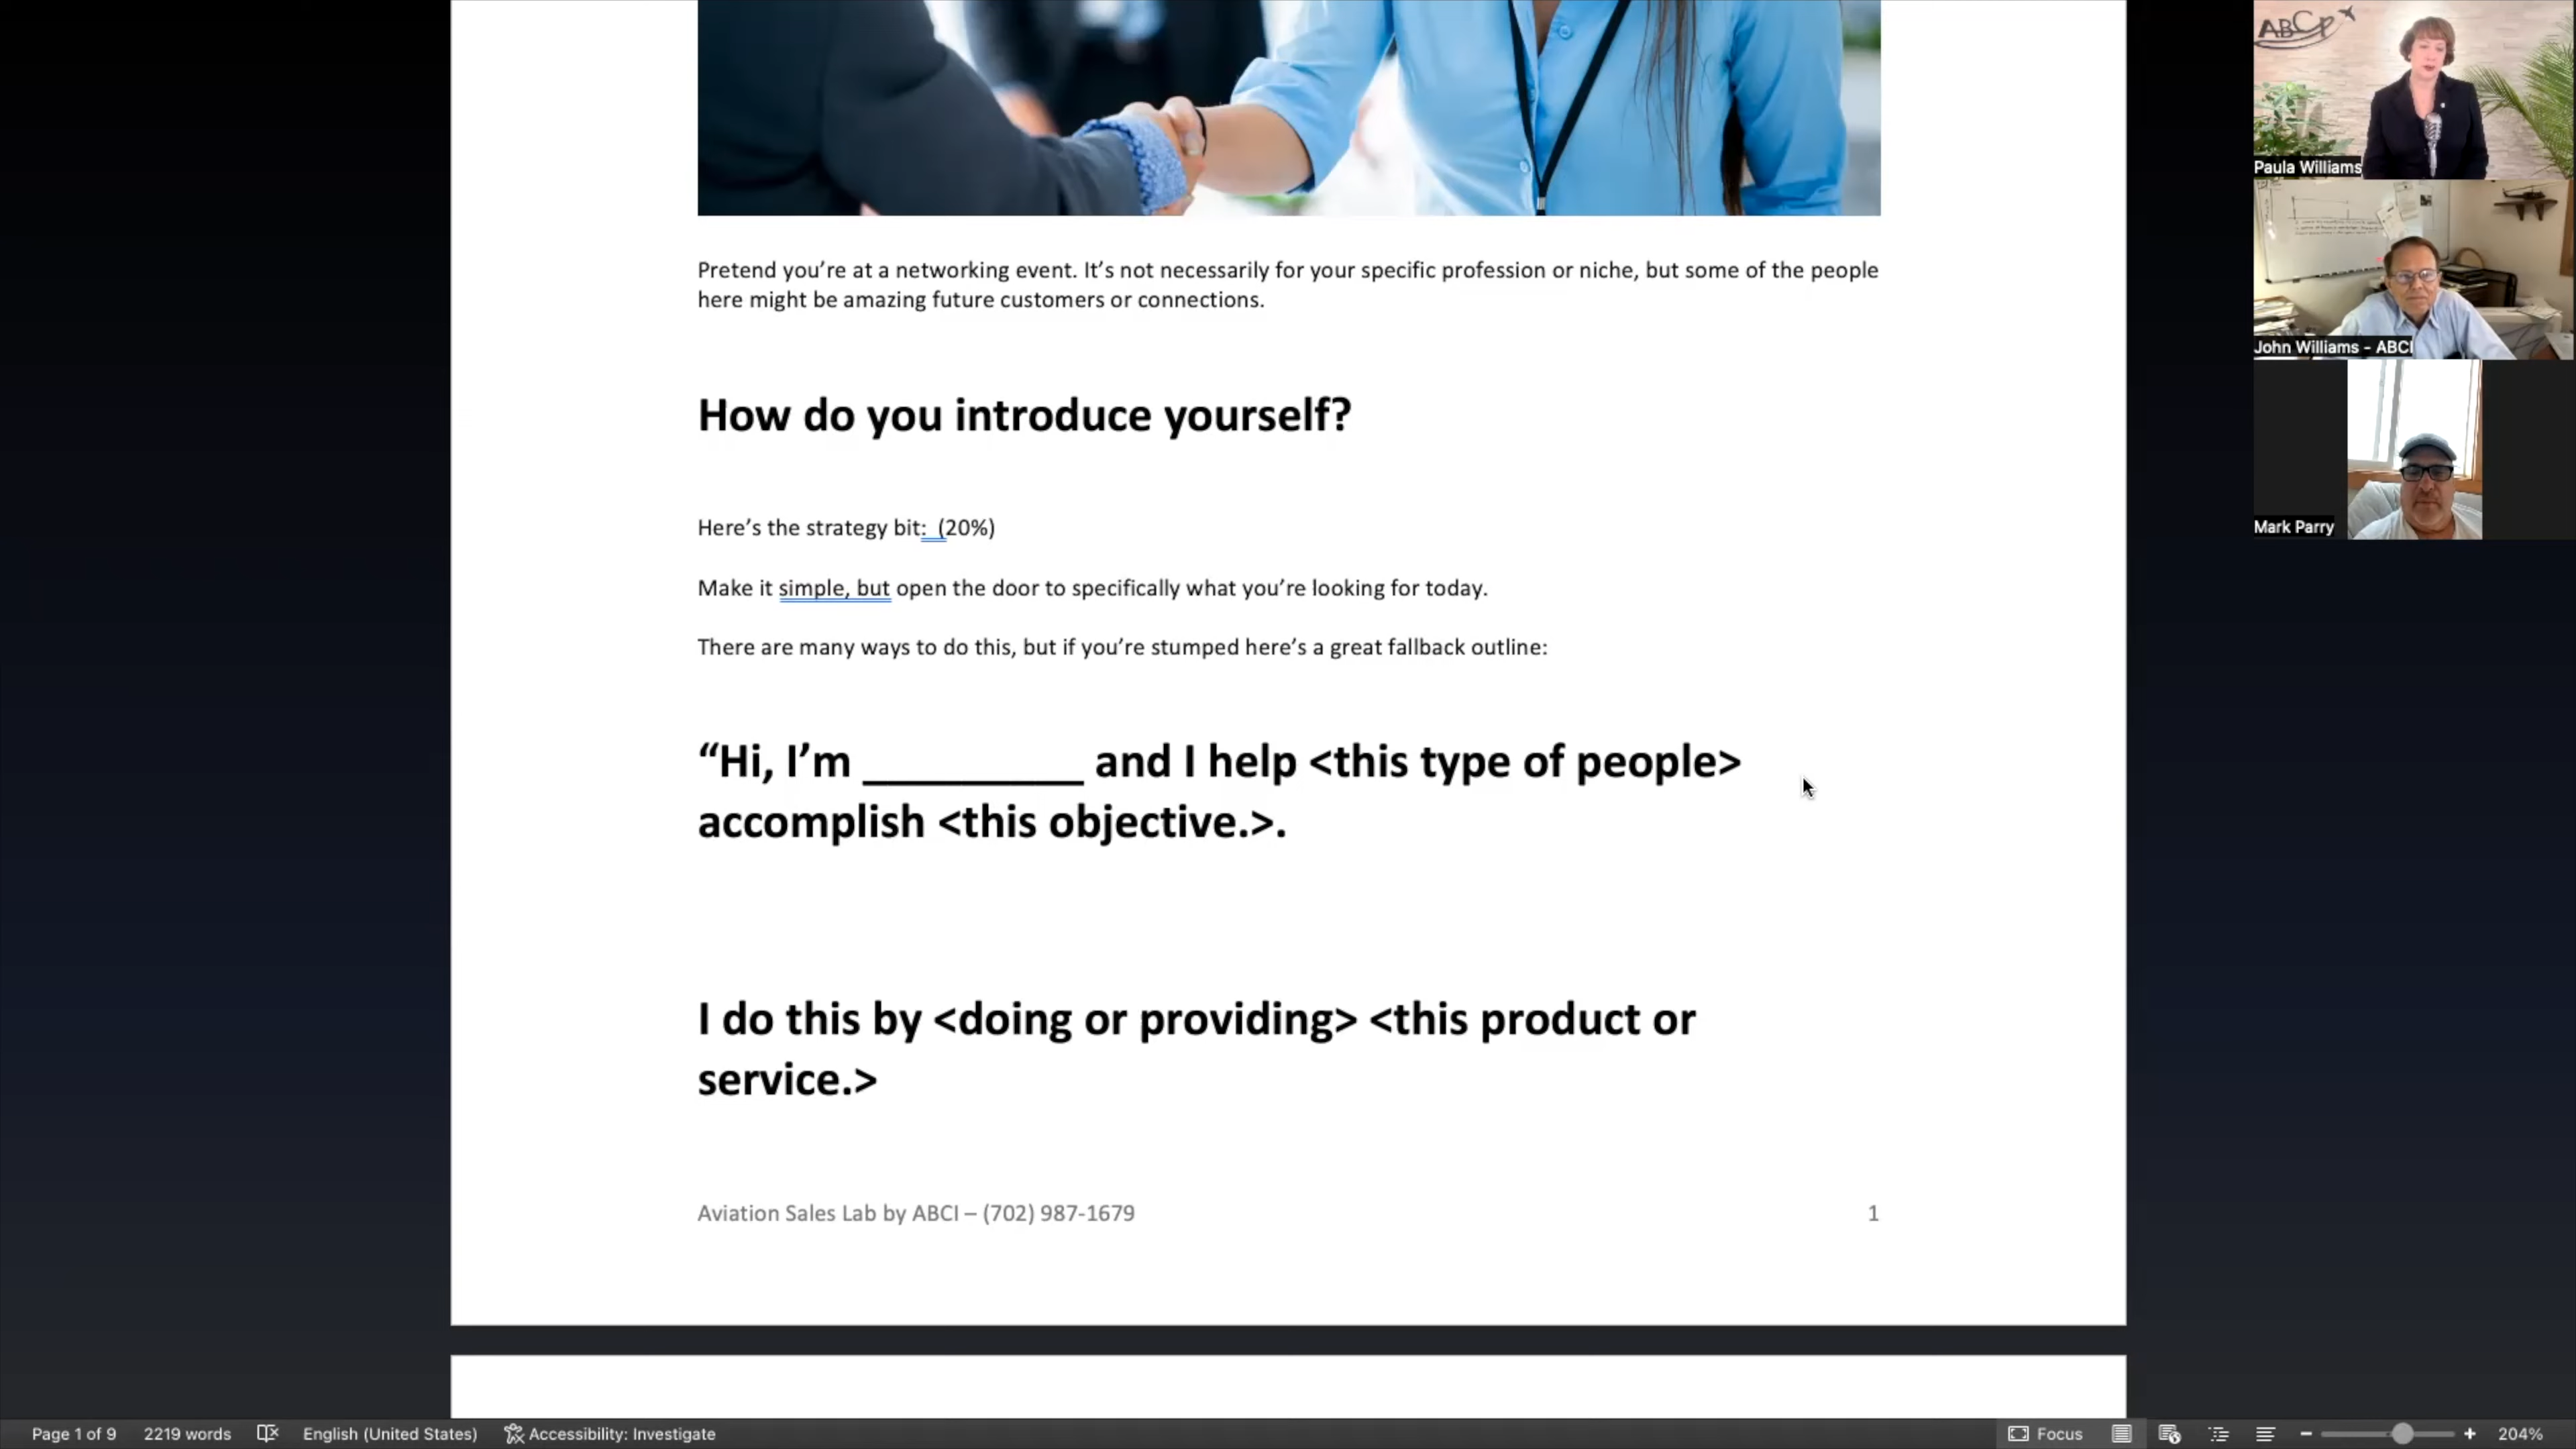 Pretend you’re at a networking event. It’s not necessarily for your specific profession or niche, but some of the people
here might be amazing future customers or connections.
How do you introduce yourself?
Here’s the strategy bit:  (20%)
Make it simple, but open the door to specifically what you’re looking for today.
There are many ways to do this, but if you’re stumped here’s a great fallback outline:
“Hi, I’m _________ and I help <this type of people>
accomplish <this objective.>.
I do this by <doing or providing> <this product or
service.>
Aviation Sales Lab by ABCI – (702) 987-1679
1
ABCI
Paula Williams
John Williams - ABCI
Mark Parry
Page 1 of 9
2219 words
English (United States)
Accessibility: Investigate
Focus
204%